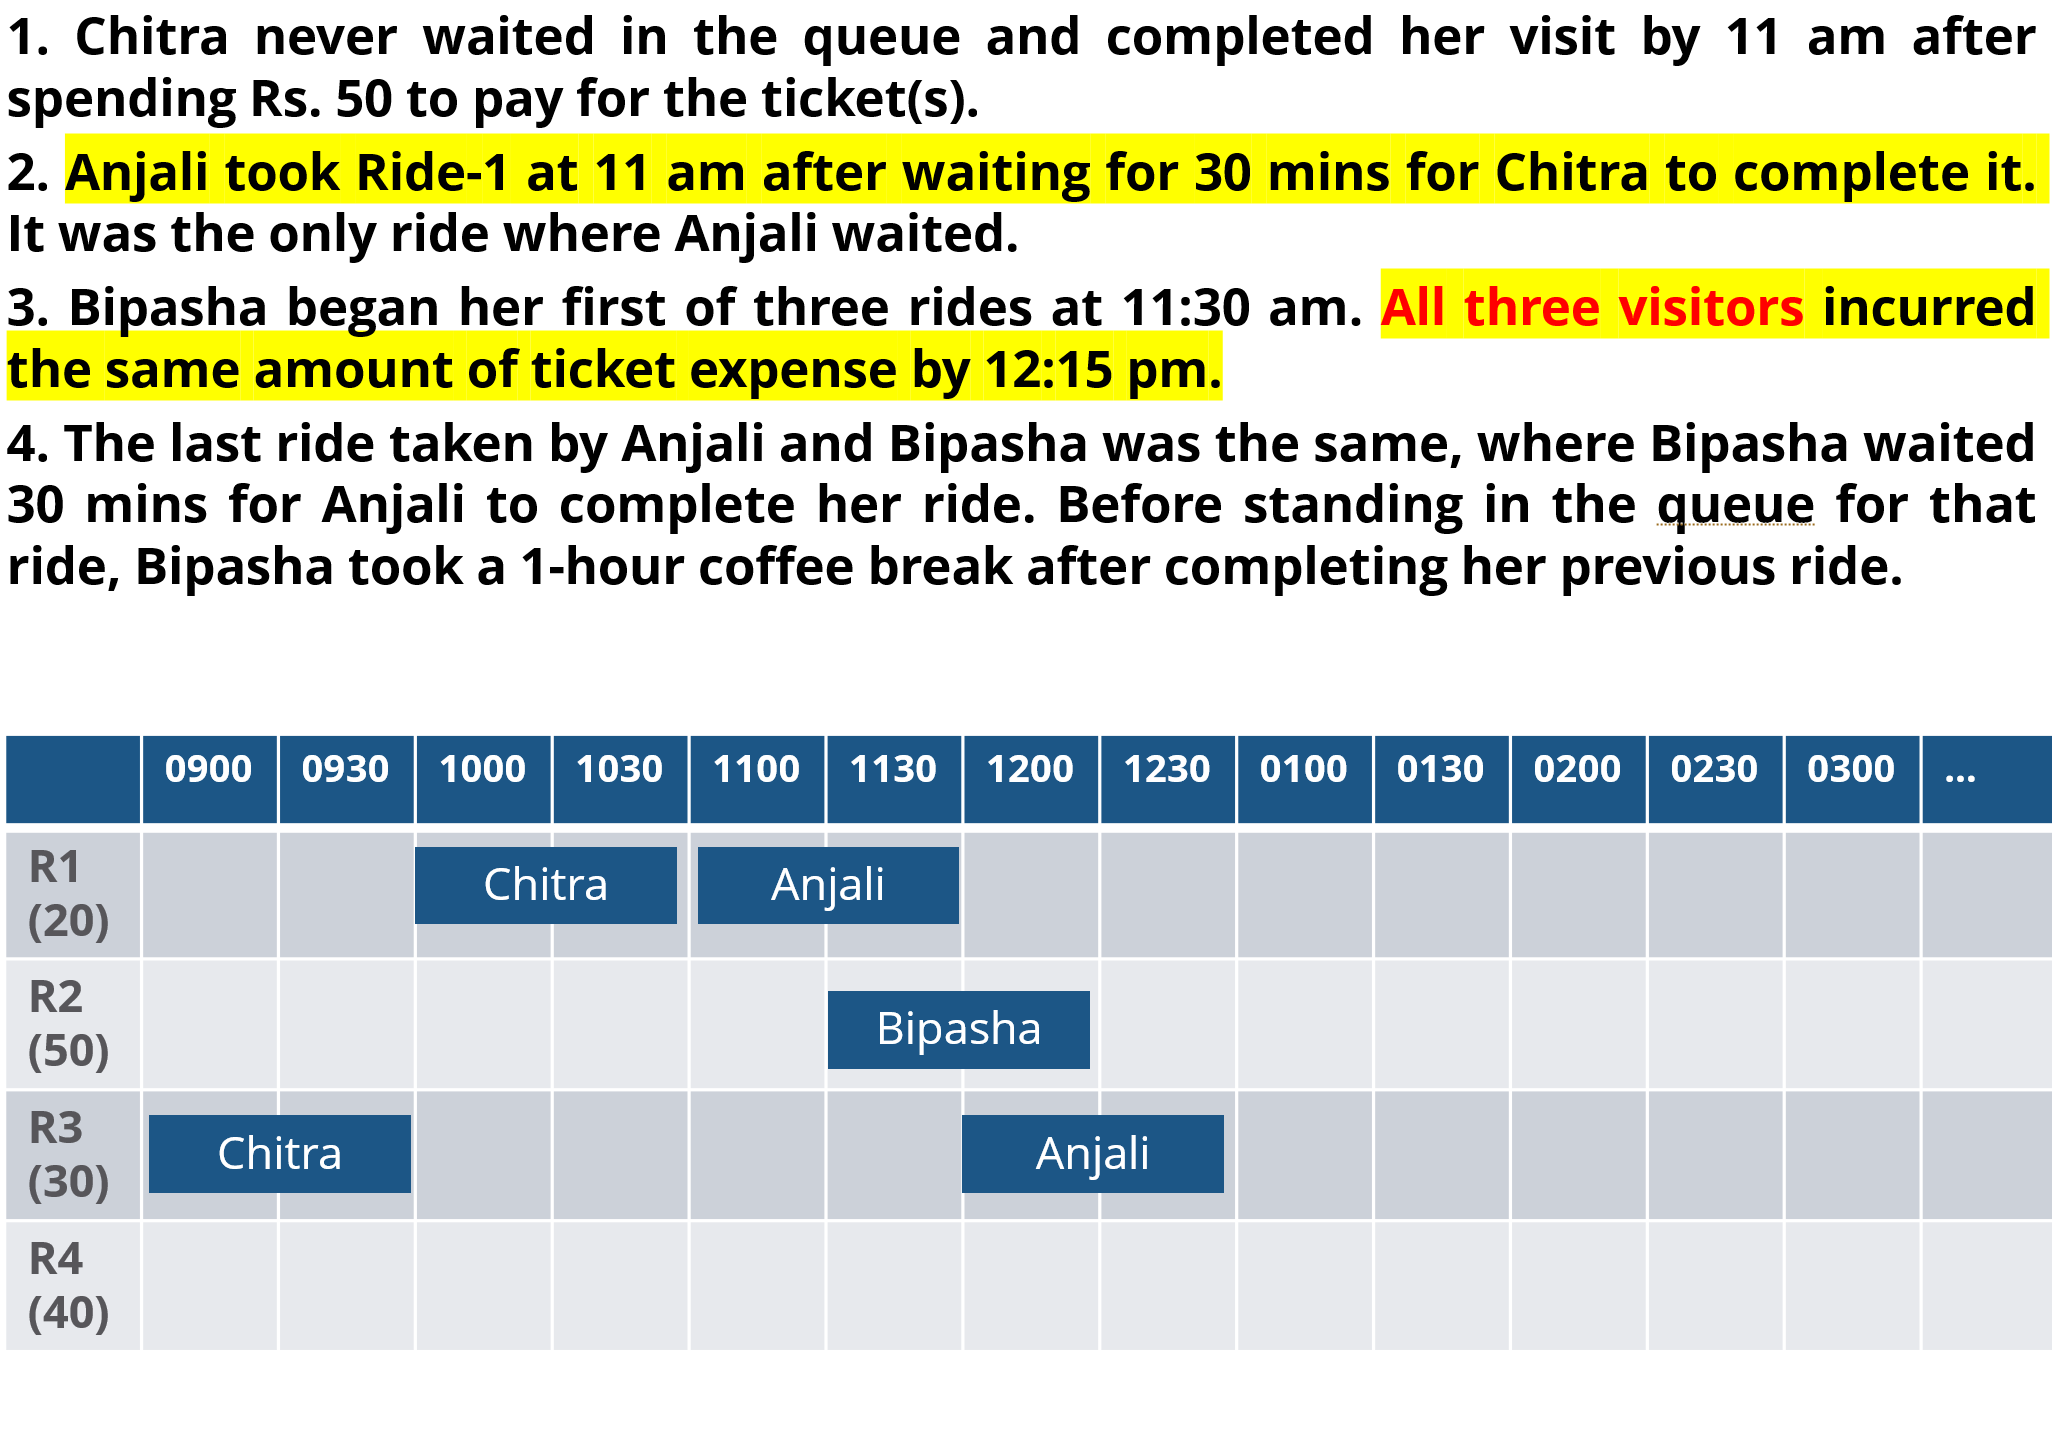 1. Chitra never waited in the queue and completed her visit by 11 am after
spending Rs. 50 to pay for the ticket(s).
2. Anjali took Ride-1 at 11 am after waiting for 30 mins for Chitra to complete it.
It was the only ride where Anjali waited.
3. Bipasha began her first of three rides at 11:30 am. All three visitors incurred
the same amount of ticket expense by 12:15 pm.
4. The last ride taken by Anjali and Bipasha was the same, where Bipasha waited
30 mins for Anjali to complete her ride. Before standing in the queue for that
ride, Bipasha took a 1-hour coffee break after completing her previous ride.
0900 0930 1000 1030 1100 1130 1200 1230 0100 0130 0200 0230 0300 ...
R1
(20)
Chitra Anjali
R2
(50)
Bipasha
R3
(30)
Chitra Anjali
R4
(40)